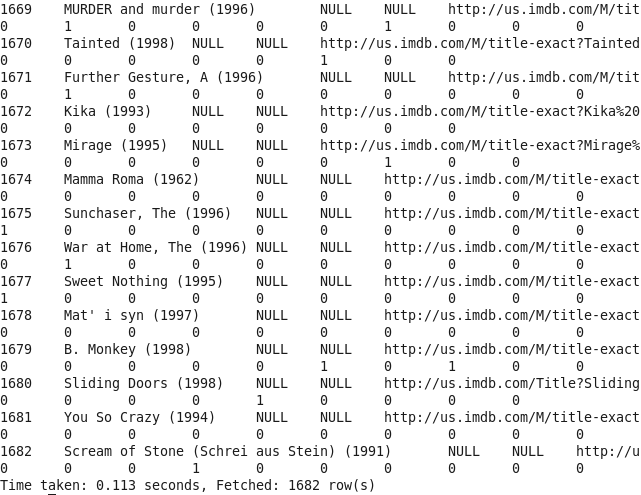 1669 MURDER and murder (1996) NULL NULL http://us.imdb.com/M/tit
0 1 0 0 0 0 1 0 0 0
1670 Tainted (1998) NULL NULL http://us.imdb.com/M/title-exact?Tainted
0 0 0 0 0 1 0 0
1671 Further Gesture, A (1996) NULL NULL http://us.imdb.com/M/tit
0 1 0 0 0 0 0 0 0 0
1672 Kika (1993) NULL NULL http://us.imdb.com/M/title-exact?Kika%20
0 0 0 0 0 0 0 0
1673 Mirage (1995) NULL NULL http://us.imdb.com/M/title-exact?Mirage%
0 0 0 0 0 0 1 0 0
1674 Mamma Roma (1962) NULL NULL http://us.imdb.com/M/title-exact
0 0 0 0 0 0 0 0 0 0
1675 Sunchaser, The (1996) NULL NULL http://us.imdb.com/M/title-exact
1 0 0 0 0 0 0 0 0 0
1676 War at Home, The (1996) NULL NULL http://us.imdb.com/M/title-exact
0 1 0 0 0 0 0 0 0 0
1677 Sweet Nothing (1995) NULL NULL http://us.imdb.com/M/title-exact
1 0 0 0 0 0 0 0 0 0
1678 Mat' i syn (1997) NULL NULL http://us.imdb.com/M/title-exact
0 0 0 0 0 0 0 0 0 0
1679 B. Monkey (1998) NULL NULL http://us.imdb.com/M/title-exact
0 0 0 0 0 1 0 1 0 0
1680 Sliding Doors (1998) NULL NULL http://us.imdb.com/Title?Sliding
0 0 0 0 1 0 0 0 0
1681 You So Crazy (1994) NULL NULL http://us.imdb.com/M/title-exact
0 0 0 0 0 0 0 0 0 0
1682 Scream of Stone (Schrei aus Stein) (1991) NULL NULL http://u
0 0 0 1 0 0 0 0 0 0
Time taken: 0.113 seconds, Fetched: 1682 row(s)